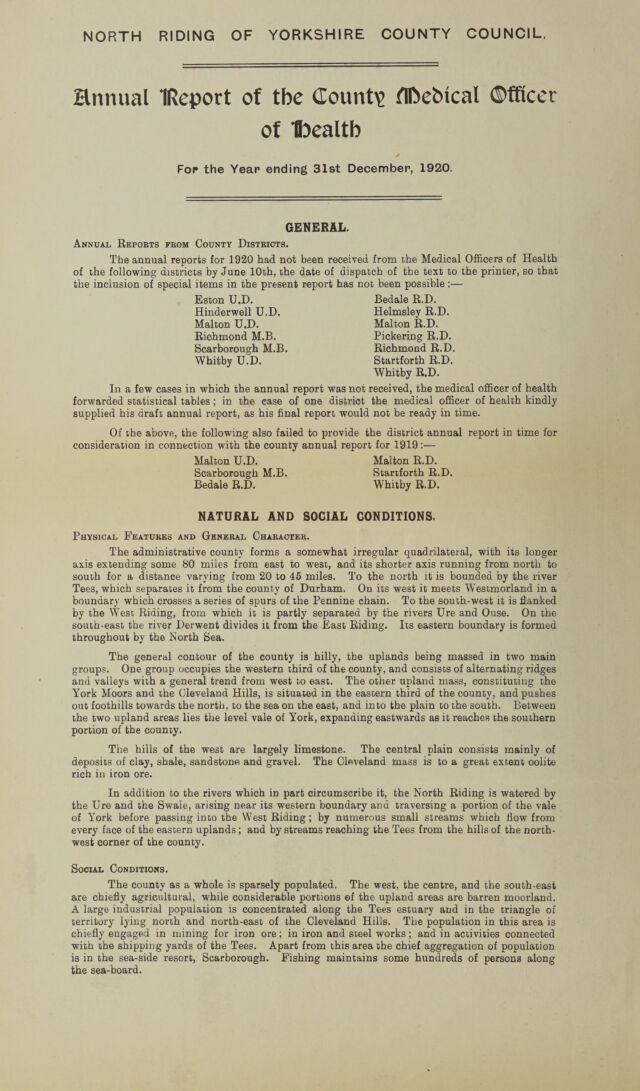 NORTH RIDING OF YORKSHIRE COUNTY COUNCIL.
Annual Report of the County Medical Officer
of Health
For the Year ending 31st December, 1920.
GENERAL.
ANNUAL REPORTS FROM COUNTY DISTRICTS.
The annual reports for 1920 had not been received from the Medical Officers of Health
of the following districts by June 10th, the date of dispatch of the text to the printer, so that
the inclusion of special items in the present report has not been possible :—
Eston U.D. Bedale R.D.
Hinderwell U.D. Helmsley R.D.
Malton U.D. Malton R.D.
Richmond M.B. Pickering R.D.
Scarborough M.B. Richmond R.D.
Whitby U.D. Startforth R.D.
Whitby R.D.
In a few cases in which the annual report was not received, the medical officer of health
forwarded statistical tables ; in the case of one district the medical officer of health kindly
supplied his draft annual report, as his final report would not be ready in time.
Of the above, the following also failed to provide the district annual report in time for
consideration in connection with the county annual report for 1919 :—
Malton U.D. Malton R.D.
Scarborough M.B. Startforth R.D.
Bedale R.D. Whitby R.D.
NATURAL AND SOCIAL CONDITIONS.
PHYSICAL FEATURES AND GENERAL CHARACTER.
The administrative county forms a somewhat irregular quadrilateral, with its longer
axis extending some 80 miles from east to west, and its shorter axis running from north to
south for a distance varying from 20 to 45 miles. To the north it is bounded by the river
Tees, which separates it from the county of Durham. On its west it meets Westmorland in a
boundary which crosses a series of spurs of the Pennine chain. To the south-west it is flanked
by the West Riding, from which it is partly separated by the rivers Ure and Ouse. On the
south-east the river Derwent divides it from the East Riding. Its eastern boundary is formed
throughout by the North Sea.
The general contour of the county is hilly, the uplands being massed in two main
groups. One group occupies the western third of the county, and consists of alternating ridges
and valleys with a general trend from west to east. The other upland mass, constituting the
York Moors and the Cleveland Hills, is situated in the eastern third of the county, and pushes
out foothills towards the north, to the sea on the east, and into the plain to the south. Between
the two upland areas lies the level vale of York, expanding eastwards as it reaches the southern
portion of the county.
The hills of the west are largely limestone. The central plain consists mainly of
deposits of clay, shale, sandstone and gravel. The Cleveland mass is to a great extent oolite
rich in iron ore.
In addition to the rivers which in part circumscribe it, the North Riding is watered by
the Ure and the Swale, arising near its western boundary and traversing a portion of the vale
of York before passing into the West Riding ; by numerous small streams which flow from
every face of the eastern uplands ; and by streams reaching the Tees from the hills of the north-
west corner of the county.
SOCIAL CONDITIONS.
The county as a whole is sparsely populated. The west, the centre, and the south-east
are chiefly agricultural, while considerable portions of the upland areas are barren moorland.
A large industrial population is concentrated along the Tees estuary and in the triangle of
territory lying north and north-east of the Cleveland Hills. The population in this area is
chiefly engaged in mining for iron ore ; in iron and steel works ; and in activities connected
with the shipping yards of the Tees. Apart from this area the chief aggregation of population
is in the sea-side resort, Scarborough. Fishing maintains some hundreds of persons along
the sea-board.